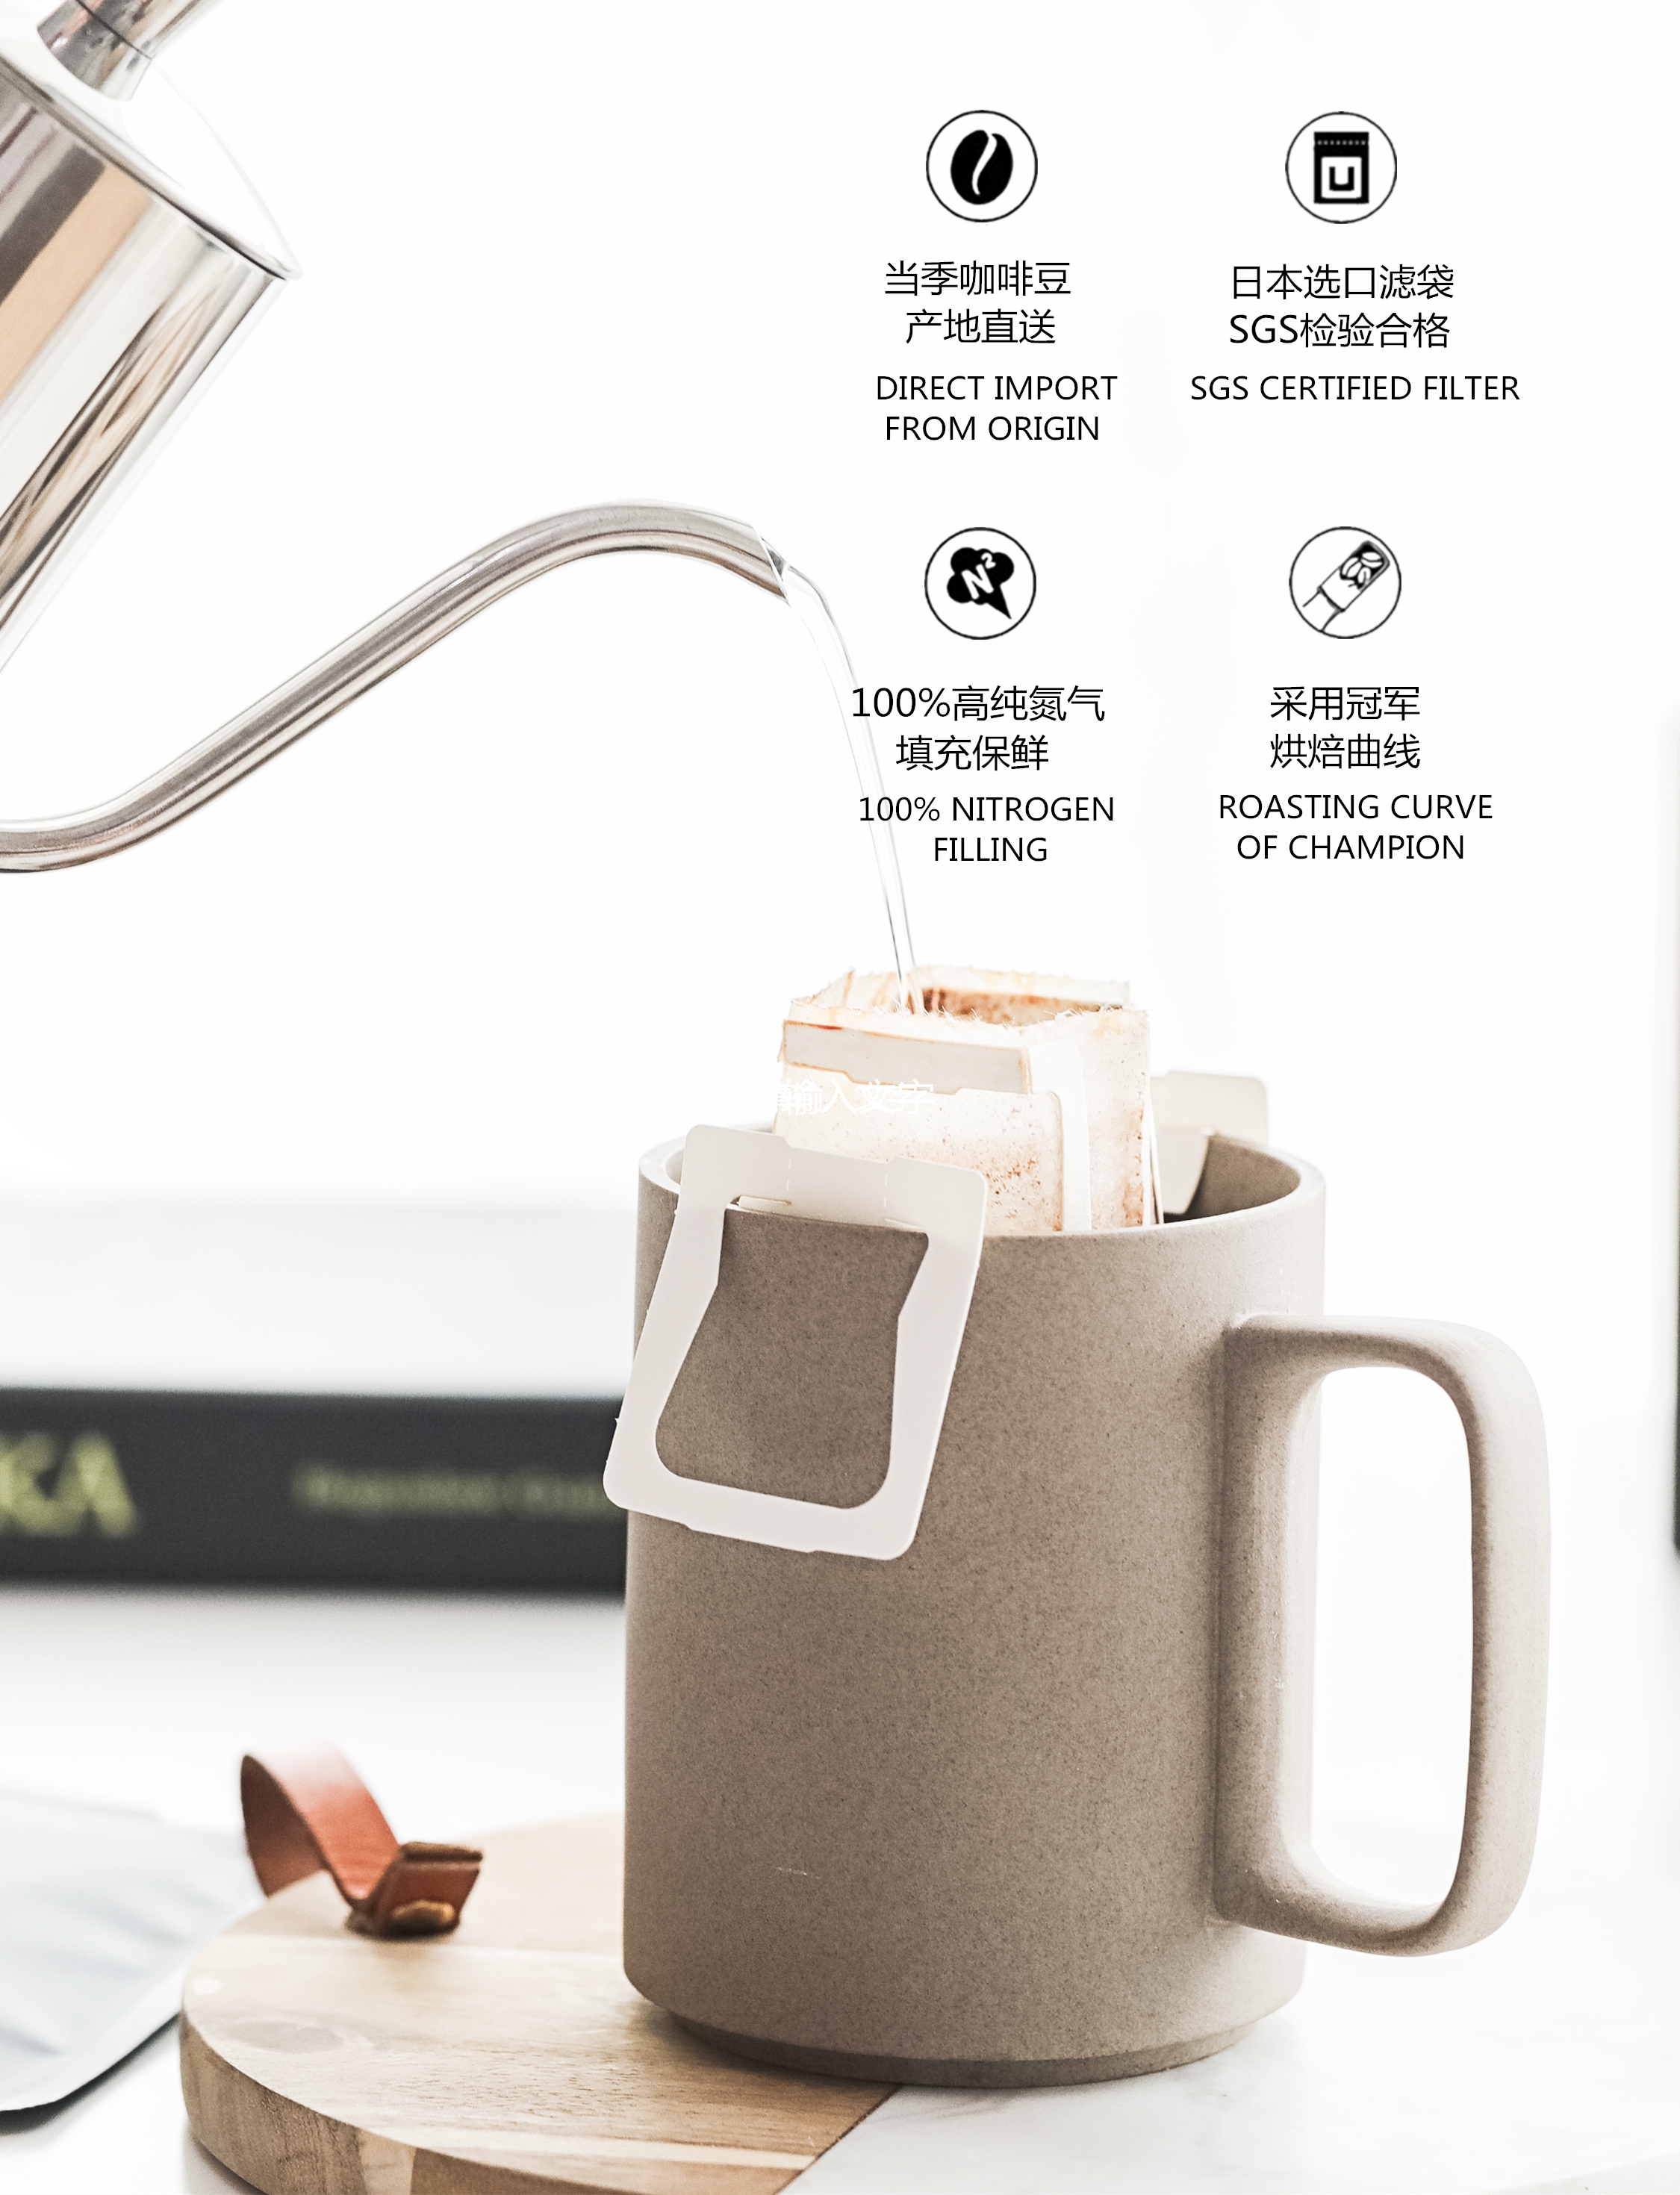 当季咖啡豆
产地直送
DIRECT IMPORT
FROM ORIGIN
日本选口滤袋
SGS检验合格
SGS CERTIFIED FILTER
N2
100%高纯氮气
填充保鲜
100% NITROGEN
FILLING
采用冠军
烘焙曲线
ROASTING CURVE
OF CHAMPION
输入文字
KA